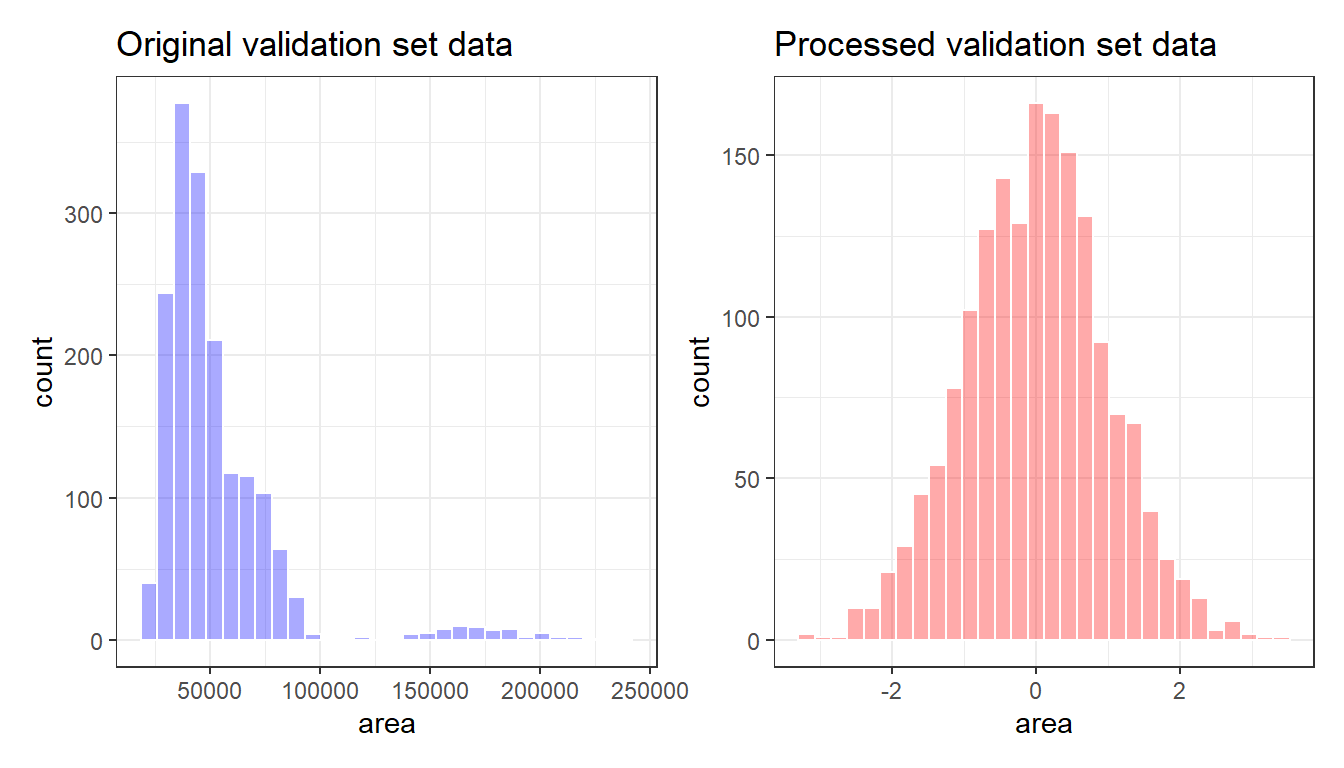 Original validation set data
count
300
200
100
0
50000 100000 150000 200000 250000
area
Processed validation set data
count
150
100
50
0
-2 0 2
area